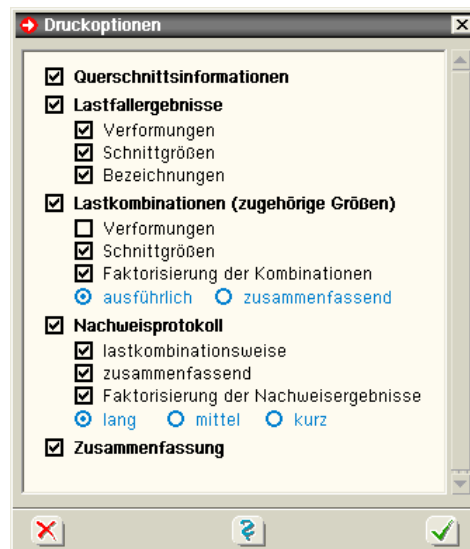 Druckoptionen
Querschnittsinformationen
Lastfallergebnisse
Verformungen
Schnittgrößen
Bezeichnungen
Lastkombinationen (zugehörige Größen)
Verformungen
Schnittgrößen
Faktorisierung der Kombinationen
ausführlich zusammenfassend
Nachweisprotokoll
lastkombinationsweise
zusammenfassend
Faktorisierung der Nachweisergebnisse
lang mittel kurz
Zusammenfassung